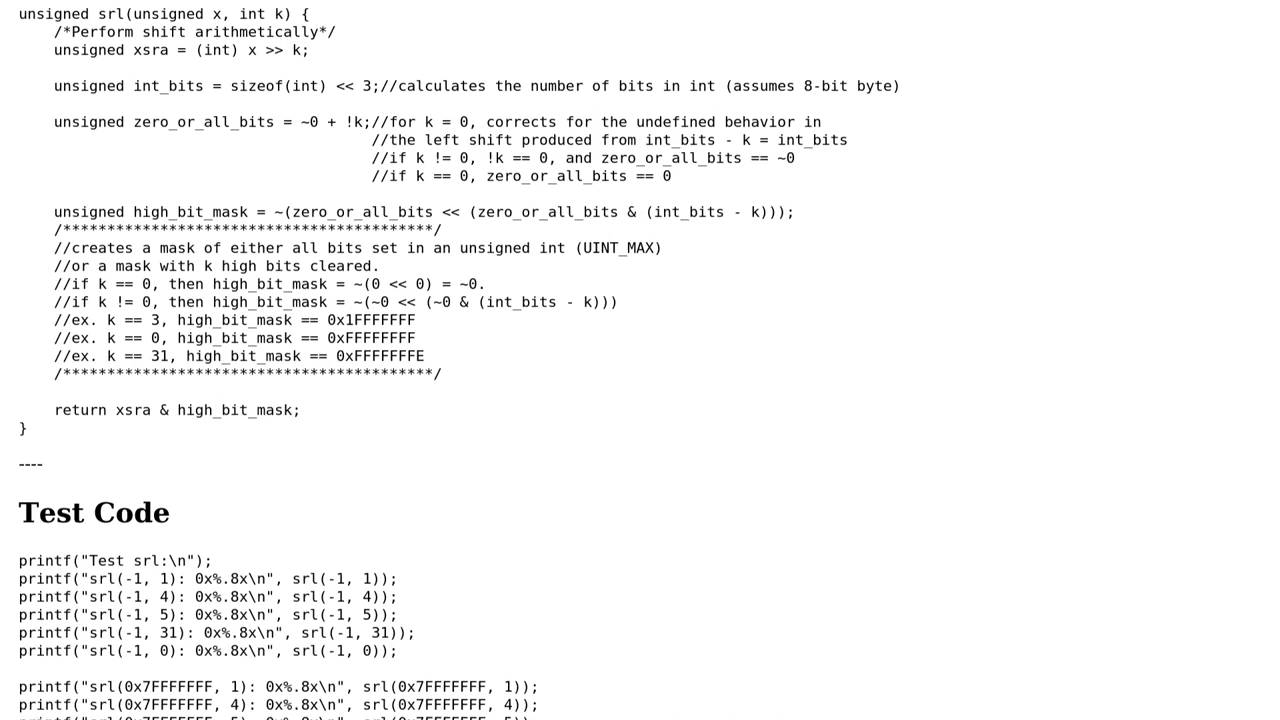 unsigned srl(unsigned x, int k) {
/*Perform shift arithmetically*/
unsigned xsra = (int) x >> k;
unsigned int_bits = sizeof(int) << 3;//calculates the number of bits in int (assumes 8-bit byte)
unsigned zero_or_all_bits = ~0 + !k;//for k = 0, corrects for the undefined behavior in
//the left shift produced from int_bits - k = int_bits
//if k != 0, !k == 0, and zero_or_all_bits == ~0
//if k == 0, zero_or_all_bits == 0
unsigned high_bit_mask = ~(zero_or_all_bits << (zero_or_all_bits & (int_bits - k)));
/******************************************/
//creates a mask of either all bits set in an unsigned int (UINT_MAX)
//or a mask with k high bits cleared.
//if k == 0, then high_bit_mask = ~(0 << 0) = ~0.
//if k != 0, then high_bit_mask = ~(~0 << (~0 & (int_bits - k)))
//ex. k == 3, high_bit_mask == 0x1FFFFFFF
//ex. k == 0, high_bit_mask == 0xFFFFFFFF
//ex. k == 31, high_bit_mask == 0xFFFFFFFE
/******************************************/
return xsra & high_bit_mask;
}
----
Test Code
printf("Test srl:\n");
printf("srl(-1, 1): 0x%.8x\n", srl(-1, 1));
printf("srl(-1, 4): 0x%.8x\n", srl(-1, 4));
printf("srl(-1, 5): 0x%.8x\n", srl(-1, 5));
printf("srl(-1, 31): 0x%.8x\n", srl(-1, 31));
printf("srl(-1, 0): 0x%.8x\n", srl(-1, 0));
printf("srl(0x7FFFFFFF, 1): 0x%.8x\n", srl(0x7FFFFFFF, 1));
printf("srl(0x7FFFFFFF, 4): 0x%.8x\n", srl(0x7FFFFFFF, 4));